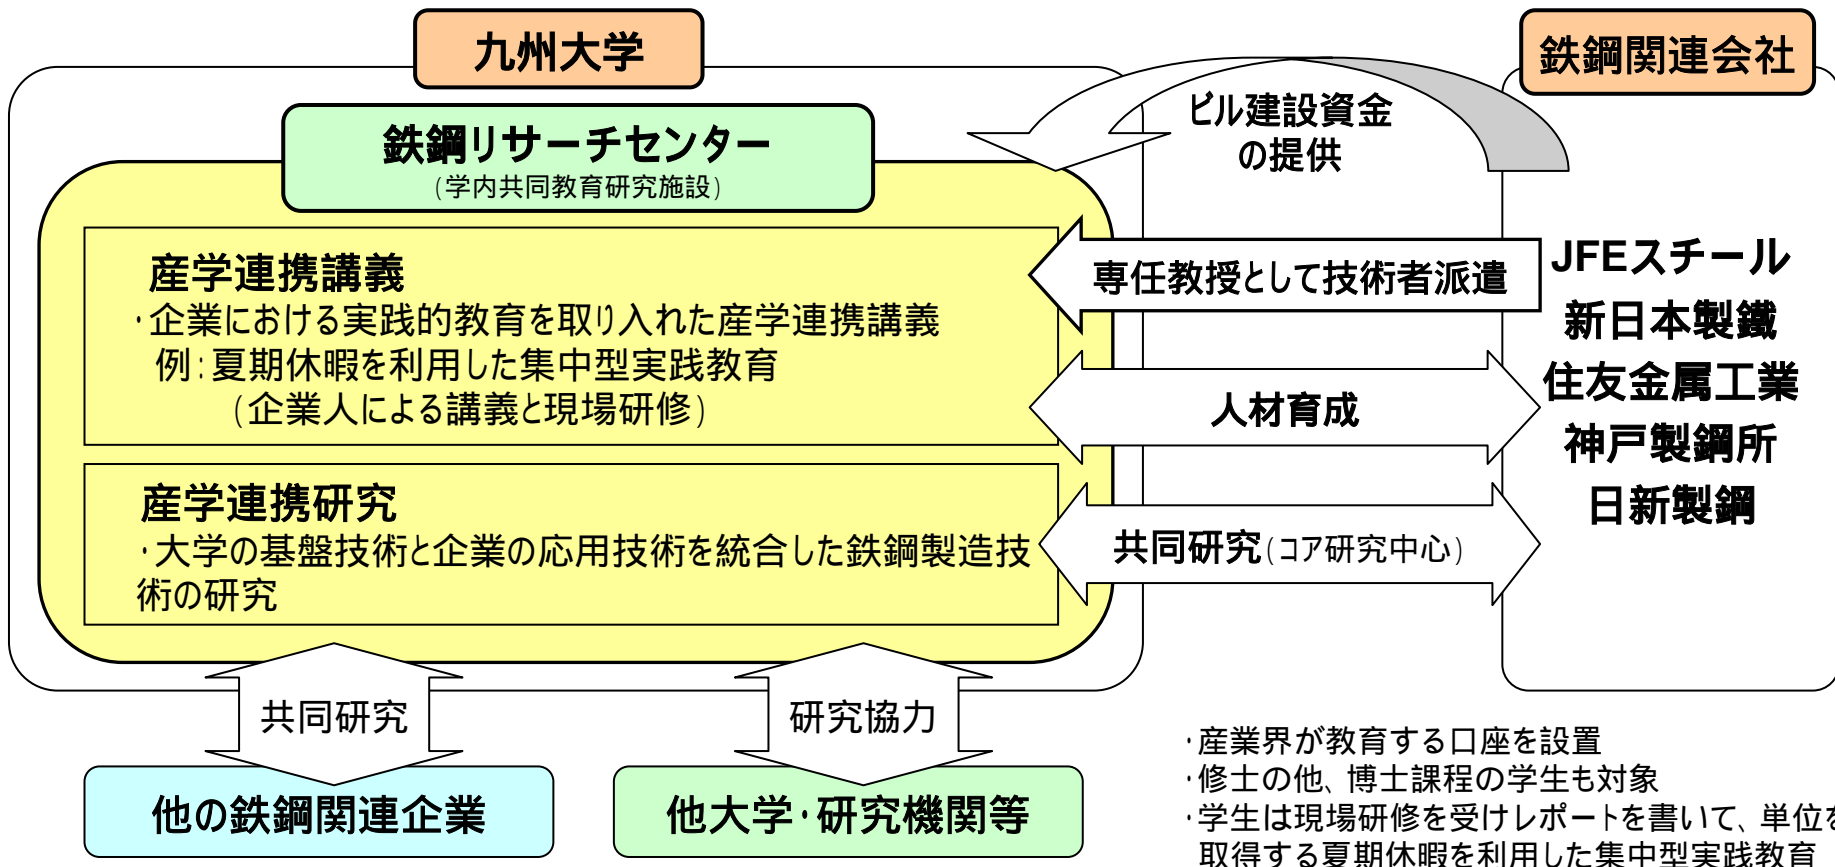 九州大学
鉄鋼関連会社
鉄鋼リサーチセンター
(学内共同教育研究施設)
ビル建設資金
の提供
産学連携講義
・企業における実践的教育を取り入れた産学連携講義
例:夏期休暇を利用した集中型実践教育
(企業人による講義と現場研修)
専任教授として技術者派遣
人材育成
JFEスチール
新日本製鐵
住友金属工業
神戸製鋼所
日新製鋼
産学連携研究
・大学の基盤技術と企業の応用技術を統合した鉄鋼製造技
術の研究
共同研究(コア研究中心)
共同研究
研究協力
他の鉄鋼関連企業
他大学・研究機関等
・産業界が教育する口座を設置
・修士の他、博士課程の学生も対象
・学生は現場研修を受けレポートを書いて、単位を
取得する夏期休暇を利用した集中型実践教育